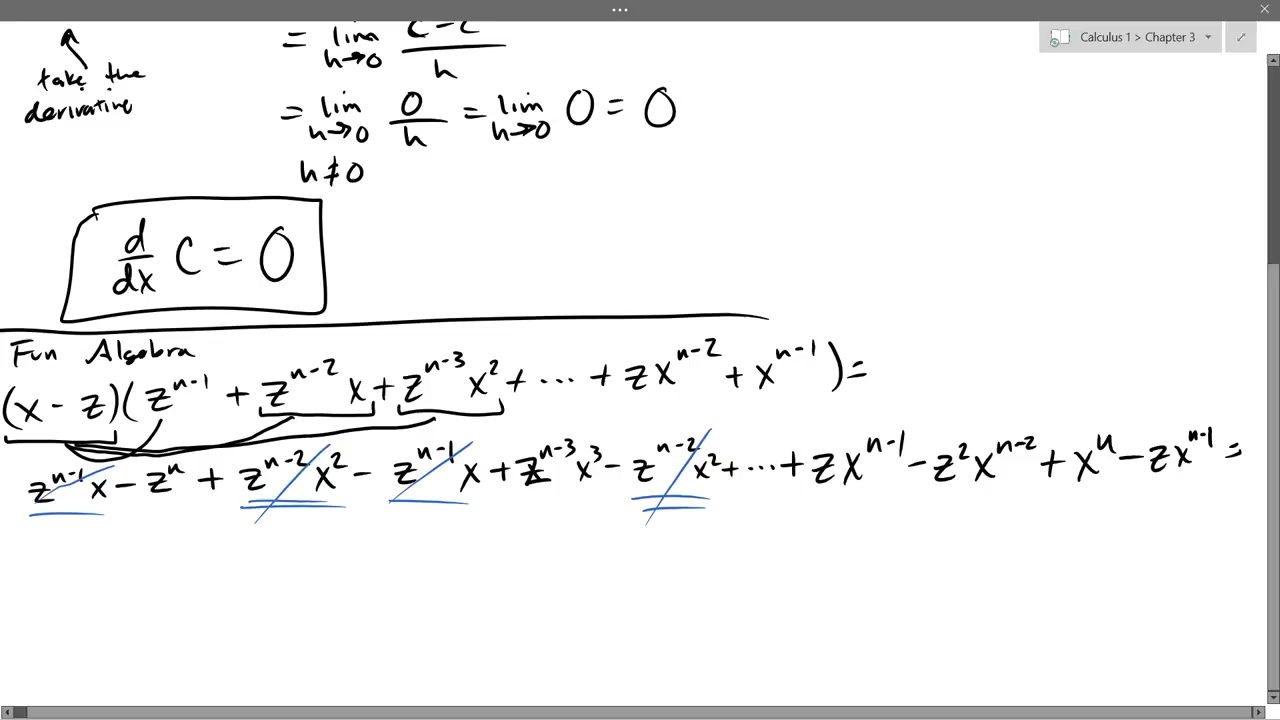 ...
Calculus 1 > Chapter 3
take the derivative
= lim h→0 (c - c)/h
= lim h→0 0/h = lim h→0 0 = 0
h ≠ 0
d/dx c = 0
Fun Algebra
(x - z)(z^{n-1} + z^{n-2} x + z^{n-3} x^2 + ... + zx^{n-2} + x^{n-1}) =
z^{n-1} x - z^n + z^{n-2} x^2 - z^{n-1} x + z^{n-3} x^3 - z^{n-2} x^2 + ... + zx^{n-1} - z^2 x^{n-2} + x^n - zx^{n-1} =